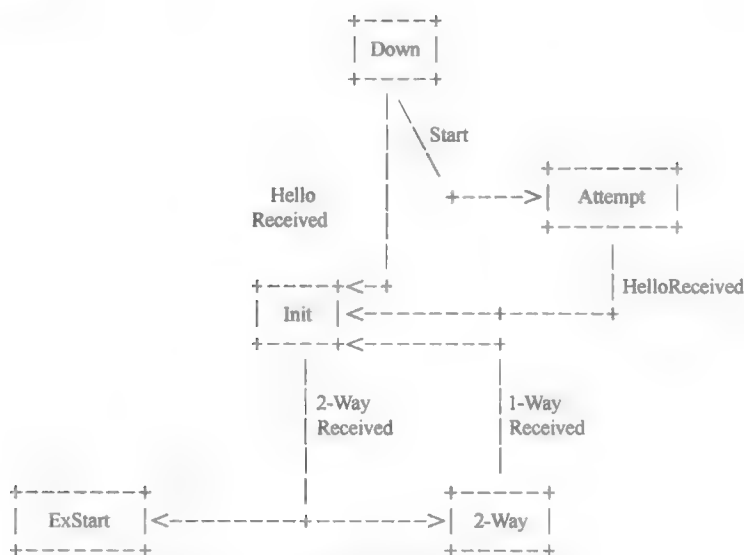 Down
Start
Attempt
Hello
Received
HelloReceived
Init
2-Way
Received
1-Way
Received
ExStart
2-Way